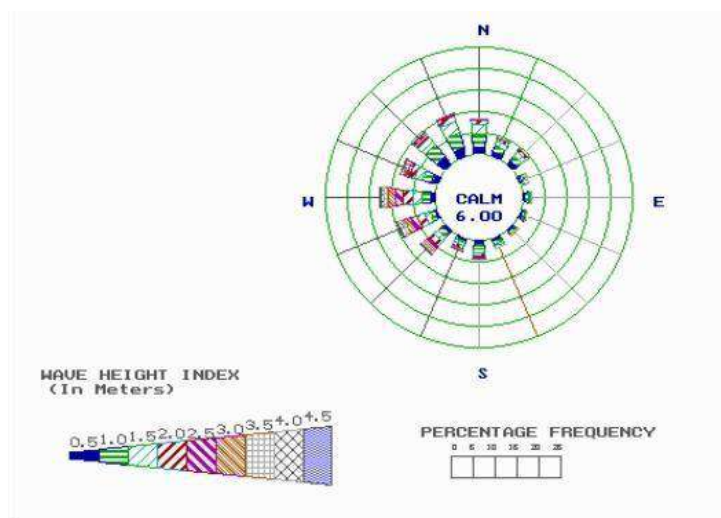 N
W
CALM
6.00
E
S
WAVE HEIGHT INDEX
(In Meters)
0.5 1.0 1.5 2.0 2.5 3.0 3.5 4.0 4.5
PERCENTAGE FREQUENCY
0 5 10 15 20 25